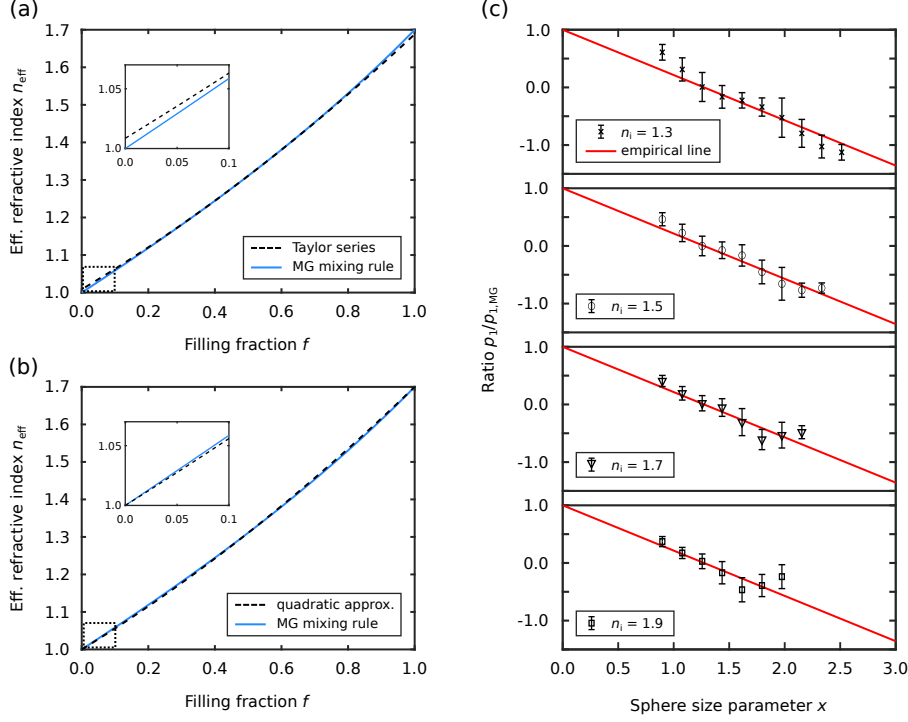 (a)
1.7
1.6
1.5
1.4
1.3
1.2
1.1
1.0
Eff. refractive index n_eff
1.05
1.0
0.0 0.05 0.1
Taylor series
MG mixing rule
0.0 0.2 0.4 0.6 0.8 1.0
Filling fraction f
(b)
1.7
1.6
1.5
1.4
1.3
1.2
1.1
1.0
Eff. refractive index n_eff
1.05
1.0
0.0 0.05 0.1
quadratic approx.
MG mixing rule
0.0 0.2 0.4 0.6 0.8 1.0
Filling fraction f
(c)
Ratio p_1/p_1,MG
1.0
0.0
-1.0
n_i = 1.3
empirical line
1.0
0.0
-1.0
n_i = 1.5
1.0
0.0
-1.0
n_i = 1.7
1.0
0.0
-1.0
n_i = 1.9
0.0 0.5 1.0 1.5 2.0 2.5 3.0
Sphere size parameter x